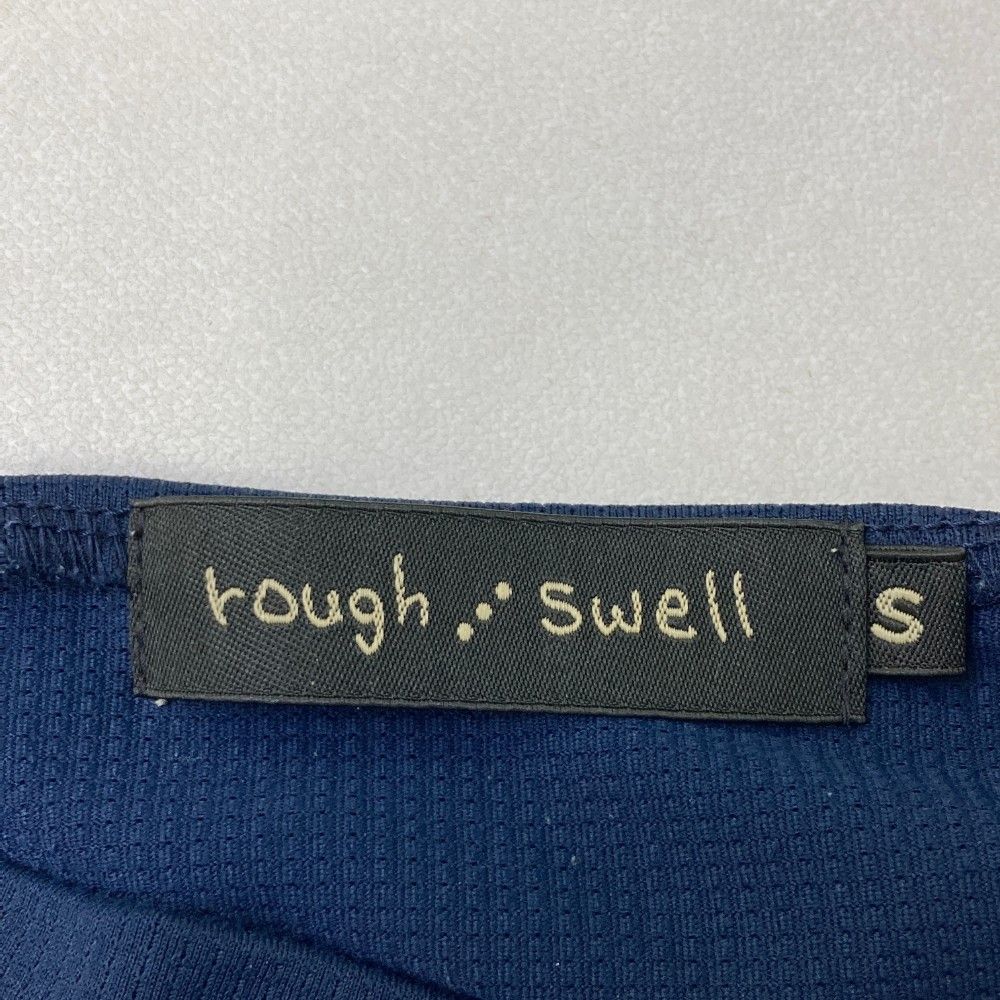 rough ⋰ swell
S